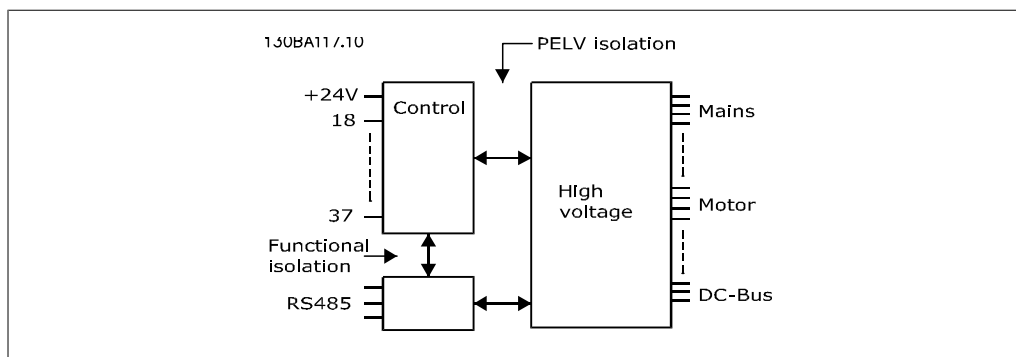 130BA117.10
PELV isolation
+24V
Control
18
Mains
High
voltage
37
Motor
Functional
isolation
RS485
DC-Bus